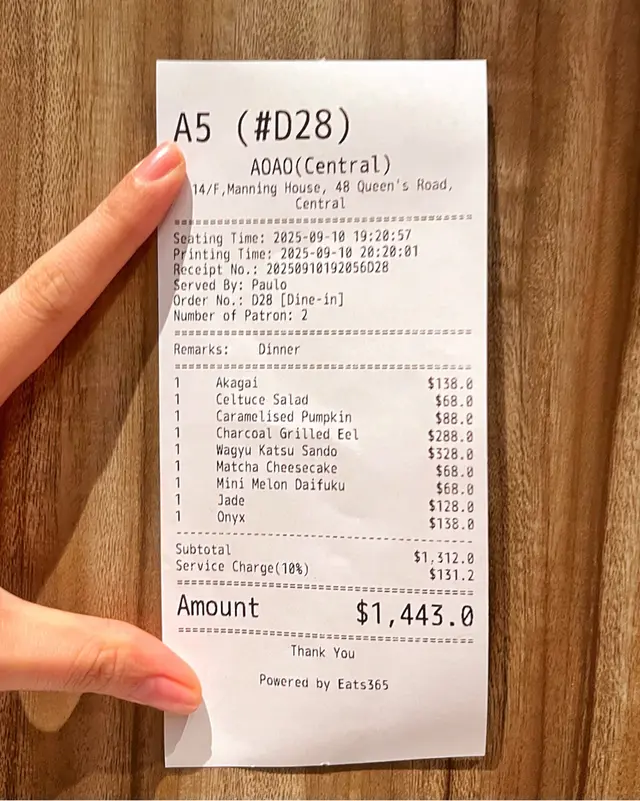 A5 (#D28)
AOAO(Central)
14/F,Manning House, 48 Queen's Road,
Central
Seating Time: 2025-09-10 19:20:57
Printing Time: 2025-09-10 20:20:01
Receipt No.: 20250910192056D28
Served By: Paulo
Order No.: D28 [Dine-in]
Number of Patron: 2
Remarks: Dinner
1 Akagai $138.0
1 Celtuce Salad $68.0
1 Caramelised Pumpkin $88.0
1 Charcoal Grilled Eel $288.0
1 Wagyu Katsu Sando $328.0
1 Matcha Cheesecake $68.0
1 Mini Melon Daifuku $68.0
1 Jade $128.0
1 Onyx $138.0
Subtotal $1,312.0
Service Charge(10%) $131.2
Amount $1,443.0
Thank You
Powered by Eats365